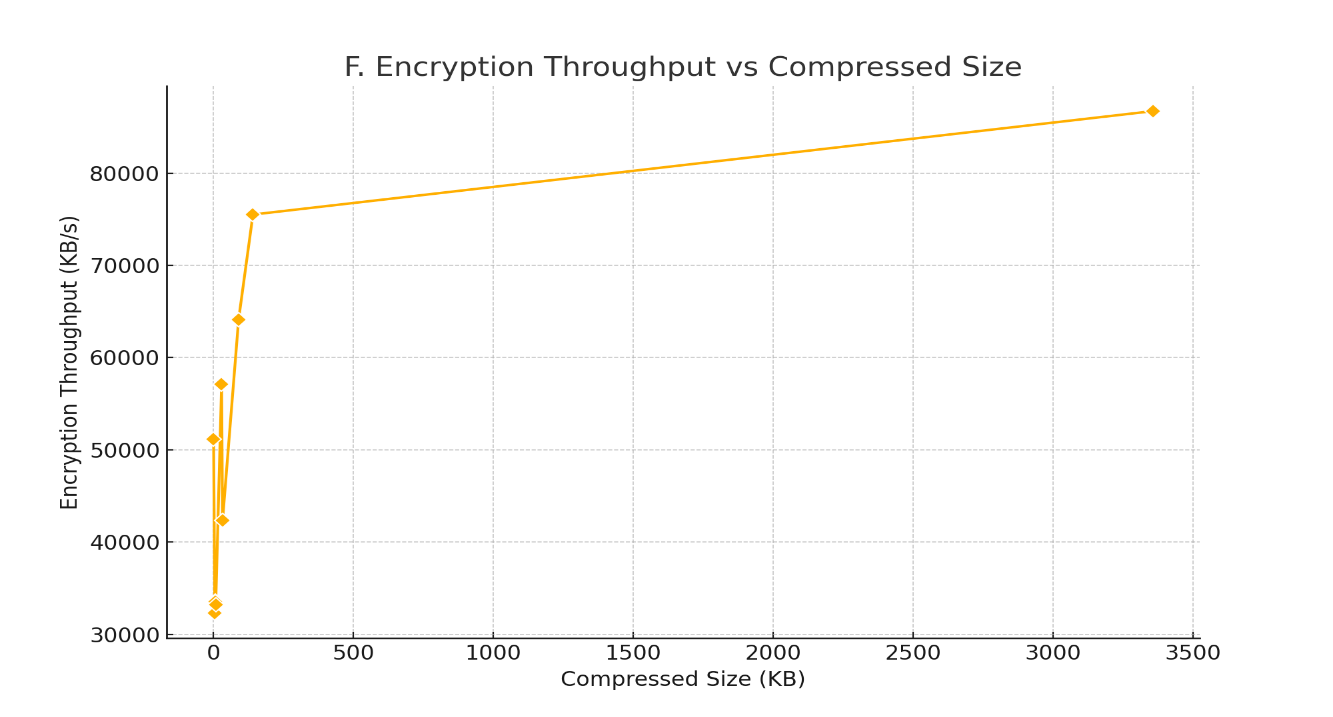 F. Encryption Throughput vs Compressed Size
Encryption Throughput (KB/s)
80000
70000
60000
50000
40000
30000
0 500 1000 1500 2000 2500 3000 3500
Compressed Size (KB)